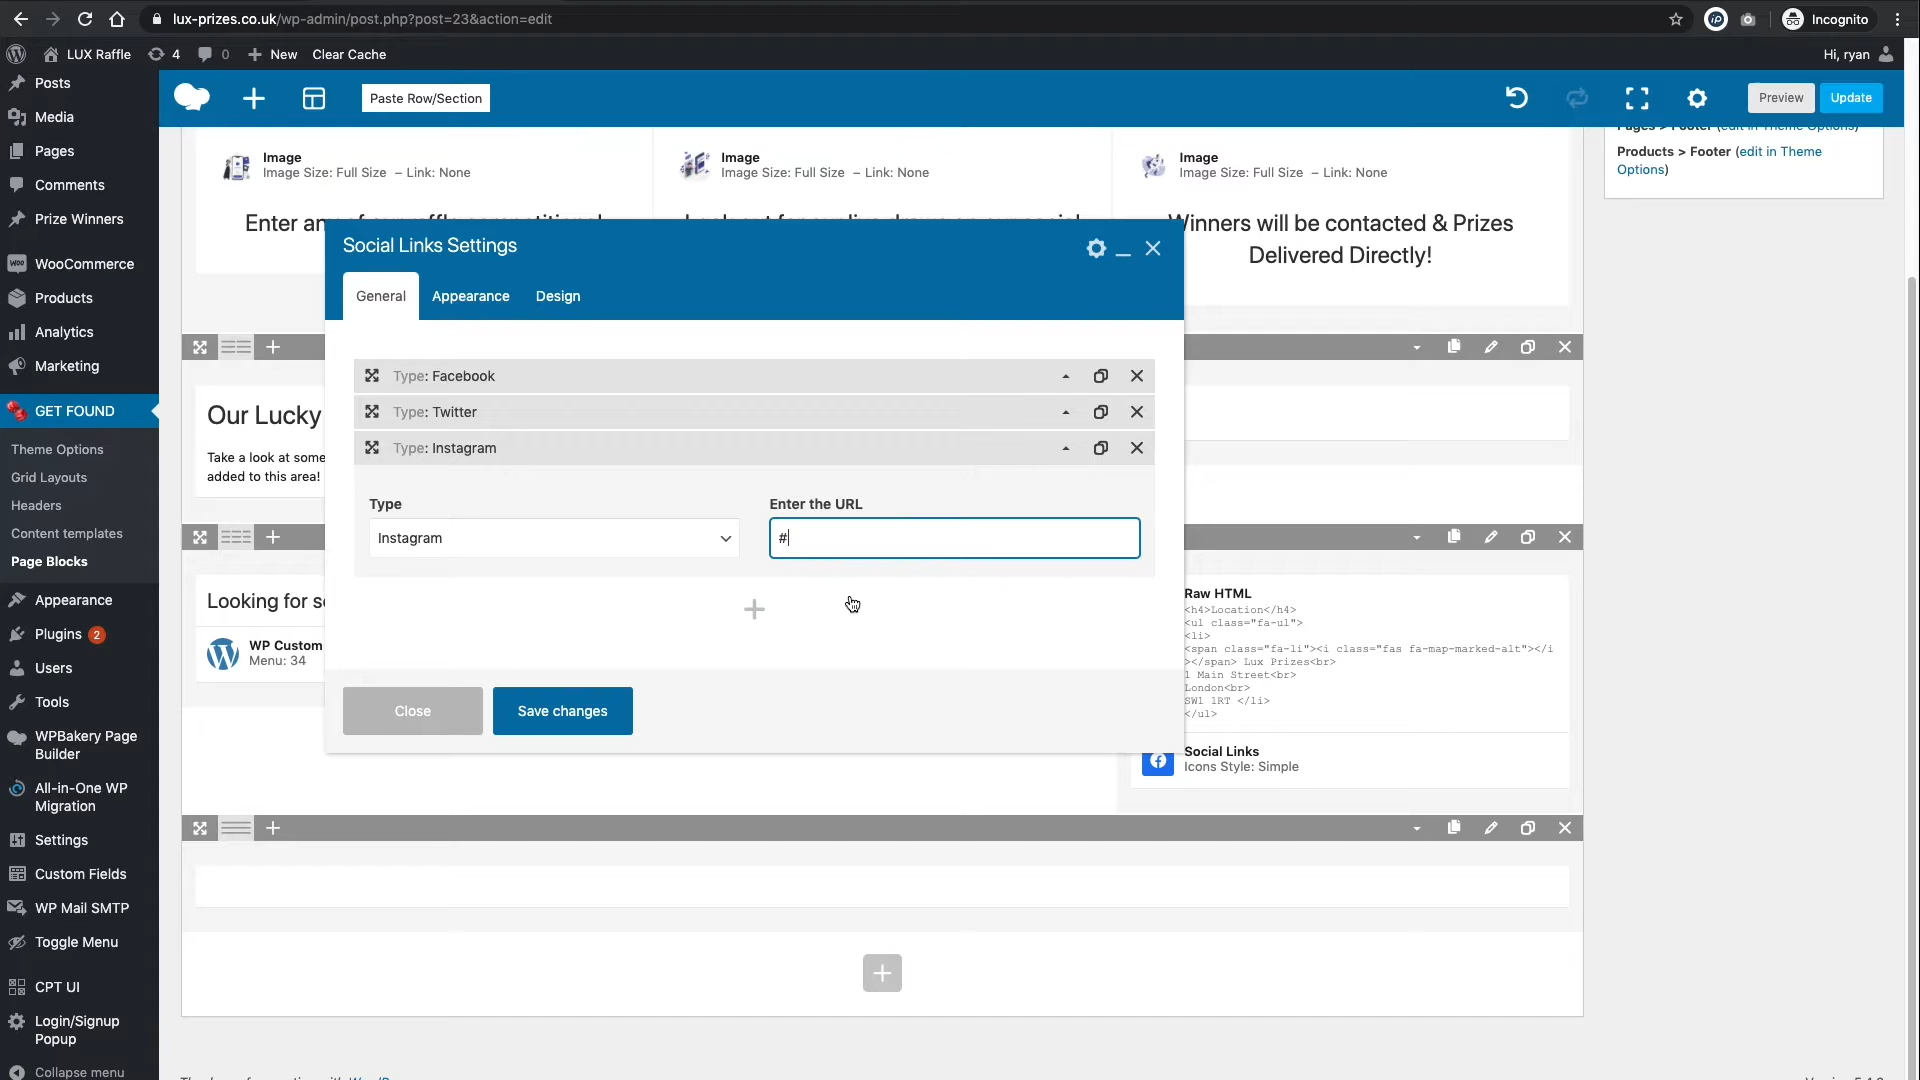 lux-prizes.co.uk/wp-admin/post.php?post=23&action=edit
Incognito
LUX Raffle
4
0
New
Clear Cache
Hi, ryan
Posts
Media
Pages
Comments
Prize Winners
WooCommerce
Products
Analytics
Marketing
GET FOUND
Theme Options
Grid Layouts
Headers
Content templates
Page Blocks
Appearance
Plugins 2
Users
Tools
WPBakery Page
Builder
All-in-One WP
Migration
Settings
Custom Fields
WP Mail SMTP
Toggle Menu
CPT UI
Login/Signup
Popup
Collapse menu
Paste Row/Section
Preview
Update
Pages > Footer (edit in Theme Options)
Products > Footer (edit in Theme
Options)
Image
Image Size: Full Size – Link: None
Image
Image Size: Full Size – Link: None
Image
Image Size: Full Size – Link: None
Enter an
Winners will be contacted & Prizes
Delivered Directly!
Social Links Settings
General
Appearance
Design
Type: Facebook
Type: Twitter
Type: Instagram
Type
Instagram
Enter the URL
#
Close
Save changes
Our Lucky
Take a look at some
added to this area!
Looking for s
WP Custom
Menu: 34
Raw HTML
<h4>Location</h4>
<ul class="fa-ul">
<li>
<span class="fa-li"><i class="fas fa-map-marked-alt"></i
></span> Lux Prizes<br>
1 Main Street<br>
London<br>
SW1 1RT </li>
</ul>
Social Links
Icons Style: Simple